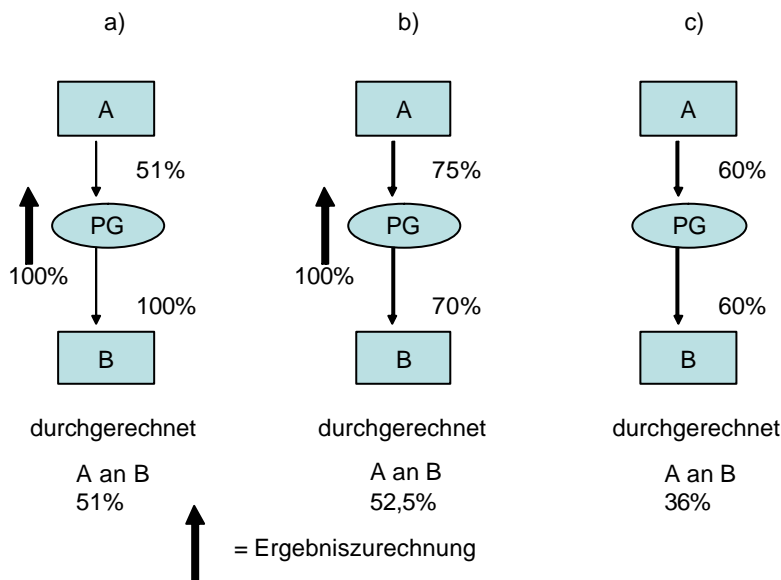 a)
A
51%
PG
100%
100%
B
durchgerechnet
A an B
51%
b)
A
75%
PG
100%
70%
B
durchgerechnet
A an B
52,5%
c)
A
60%
PG
60%
B
durchgerechnet
A an B
36%
= Ergebniszurechnung